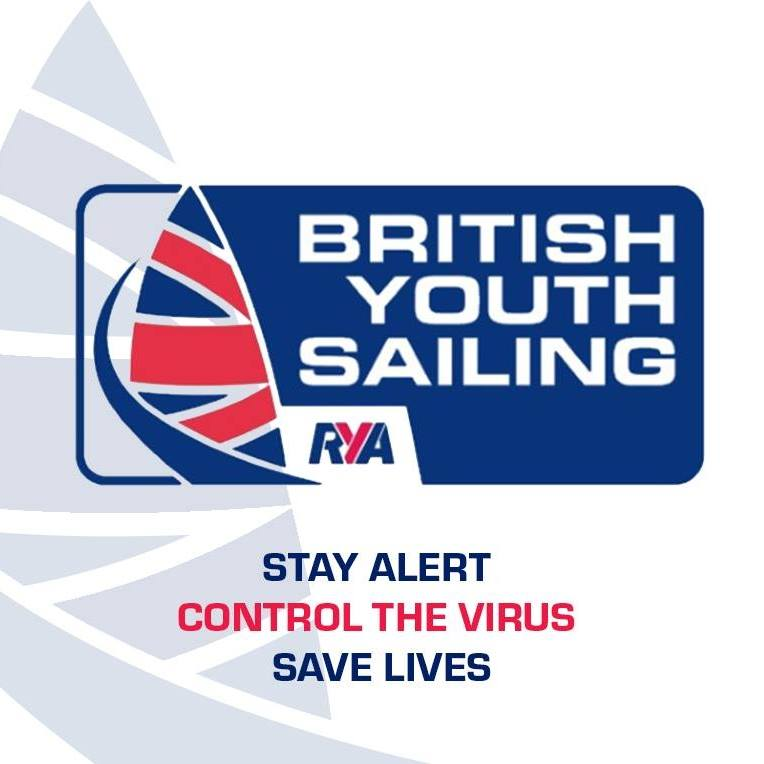 BRITISH
YOUTH
SAILING
RYA
STAY ALERT
CONTROL THE VIRUS
SAVE LIVES